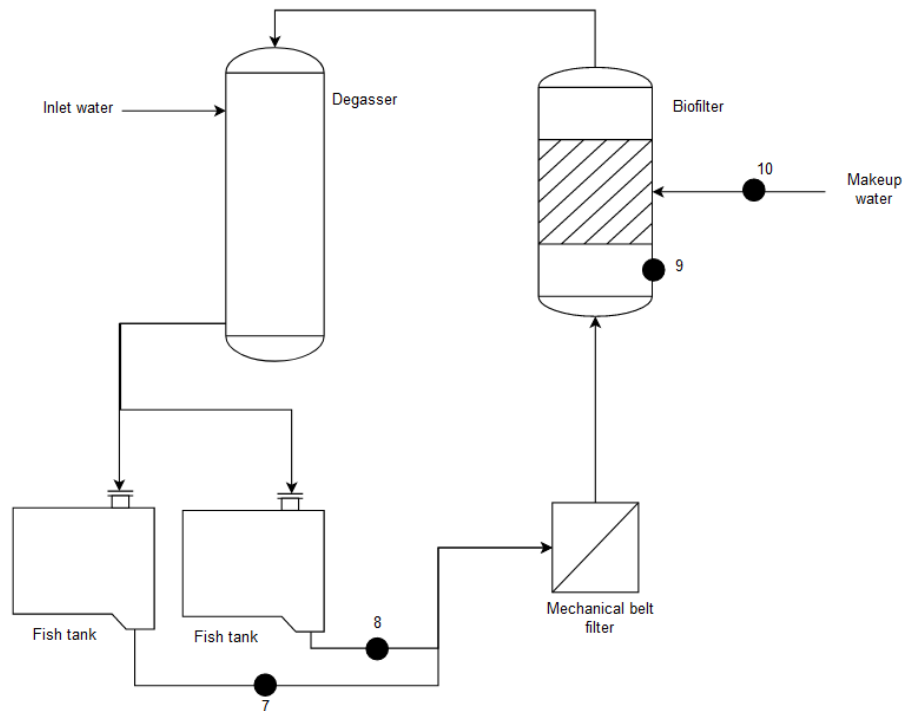 Inlet water
Degasser
Biofilter
10
Makeup
water
9
8
7
Fish tank
Fish tank
Mechanical belt
filter